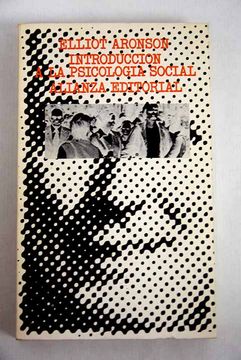 ELLIOT ARONSON
INTRODUCCION
A LA PSICOLOGIA SOCIAL
ALIANZA EDITORIAL